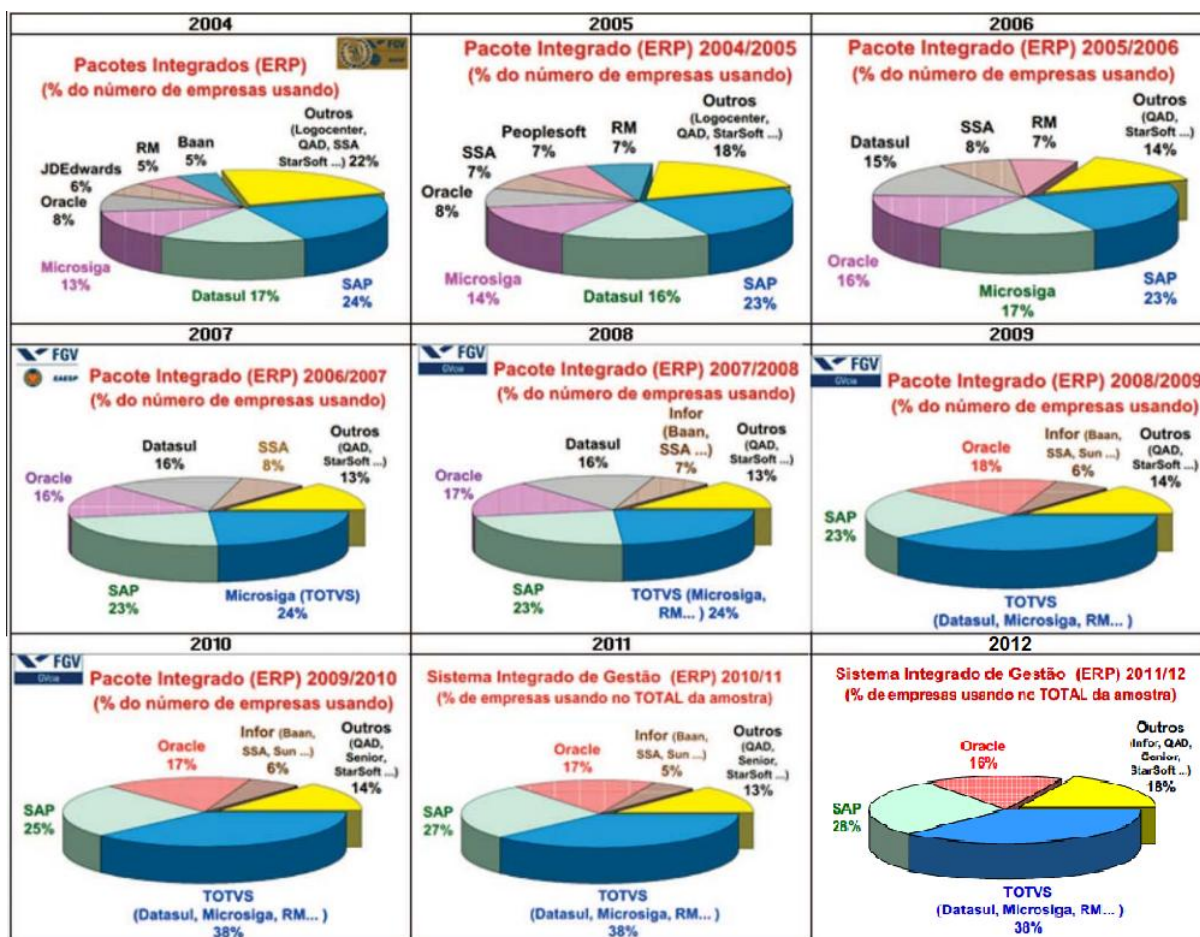 2004
Pacotes Integrados (ERP)
(% do número de empresas usando)
FGV
Outros
(Logocenter,
QAD, SSA
StarSoft ...) 22%
Baan
5%
RM
5%
JDEdwards
6%
Oracle
8%
Microsiga
13%
Datasul 17%
SAP
24%
2005
Pacote Integrado (ERP) 2004/2005
(% do número de empresas usando)
Outros
(Logocenter,
QAD, StarSoft ...)
18%
RM
7%
Peoplesoft
7%
SSA
7%
Oracle
8%
Microsiga
14%
Datasul 16%
SAP
23%
2006
Pacote Integrado (ERP) 2005/2006
(% do número de empresas usando)
Outros
(QAD,
StarSoft ...)
14%
RM
7%
SSA
8%
Datasul
15%
Oracle
16%
Microsiga
17%
SAP
23%
2007
FGV
EAESP
Pacote Integrado (ERP) 2006/2007
(% do número de empresas usando)
Outros
(QAD,
StarSoft ...)
13%
SSA
8%
Datasul
16%
Oracle
16%
SAP
23%
Microsiga (TOTVS)
24%
2008
FGV
GVcia
Pacote Integrado (ERP) 2007/2008
(% do número de empresas usando)
Infor
(Baan,
SSA ...)
7%
Outros
(QAD,
StarSoft ...)
13%
Datasul
16%
Oracle
17%
SAP
23%
TOTVS (Microsiga,
RM... ) 24%
2009
FGV
GVcia
Pacote Integrado (ERP) 2008/2009
(% do número de empresas usando)
Oracle
18%
Infor (Baan,
SSA, Sun ...)
6%
Outros
(QAD,
StarSoft ...)
14%
SAP
23%
TOTVS
(Datasul, Microsiga, RM... )
2010
FGV
GVcia
Pacote Integrado (ERP) 2009/2010
(% do número de empresas usando)
Oracle
17%
Infor (Baan,
SSA, Sun ...)
6%
Outros
(QAD,
Senior,
StarSoft ...)
14%
SAP
25%
TOTVS
(Datasul, Microsiga, RM... )
38%
2011
Sistema Integrado de Gestão (ERP) 2010/11
(% de empresas usando no TOTAL da amostra)
Oracle
17%
Infor (Baan,
SSA, Sun ...)
5%
Outros
(QAD,
Senior,
StarSoft ...)
13%
SAP
27%
TOTVS
(Datasul, Microsiga, RM... )
38%
2012
Sistema Integrado de Gestão (ERP) 2011/12
(% de empresas usando no TOTAL da amostra)
Oracle
16%
Outros
(Infor, QAD,
Senior,
StarSoft ...)
18%
SAP
28%
TOTVS
(Datasul, Microsiga, RM... )
38%